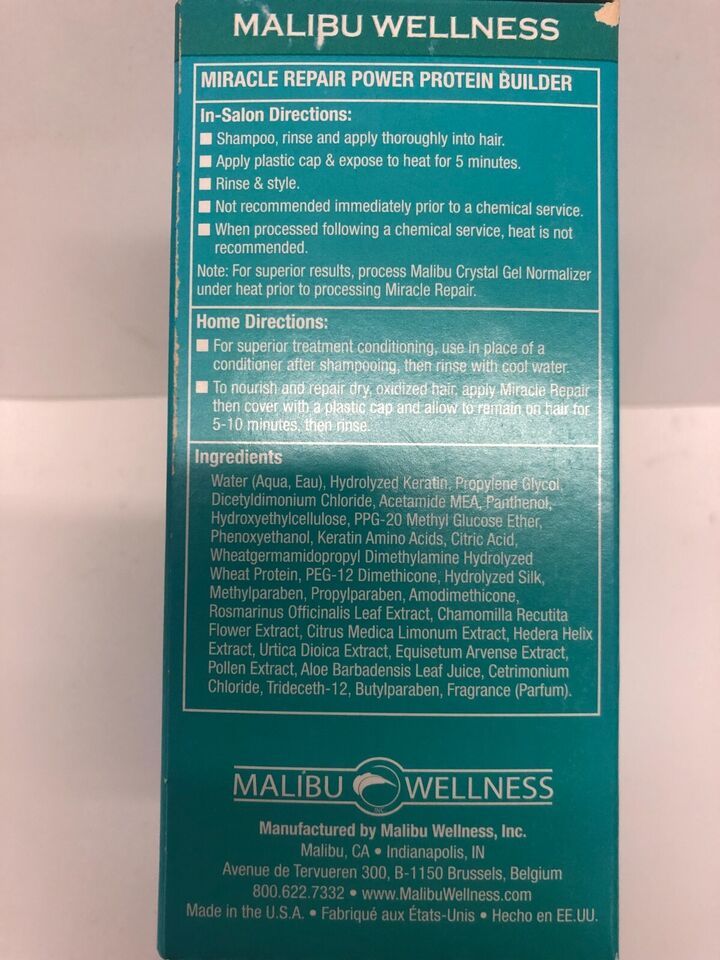 MALIBU WELLNESS
MIRACLE REPAIR POWER PROTEIN BUILDER
In-Salon Directions:
■ Shampoo, rinse and apply thoroughly into hair.
■ Apply plastic cap & expose to heat for 5 minutes.
■ Rinse & style.
■ Not recommended immediately prior to a chemical service.
■ When processed following a chemical service, heat is not
recommended.
Note: For superior results, process Malibu Crystal Gel Normalizer
under heat prior to processing Miracle Repair.
Home Directions:
■ For superior treatment conditioning, use in place of a
conditioner after shampooing, then rinse with cool water.
■ To nourish and repair dry, oxidized hair, apply Miracle Repair
then cover with a plastic cap and allow to remain on hair for
5-10 minutes, then rinse.
Ingredients
Water (Aqua, Eau), Hydrolyzed Keratin, Propylene Glycol,
Dicetyldimonium Chloride, Acetamide MEA, Panthenol,
Hydroxyethylcellulose, PPG-20 Methyl Glucose Ether,
Phenoxyethanol, Keratin Amino Acids, Citric Acid,
Wheatgermamidopropyl Dimethylamine Hydrolyzed
Wheat Protein, PEG-12 Dimethicone, Hydrolyzed Silk,
Methylparaben, Propylparaben, Amodimethicone,
Rosmarinus Officinalis Leaf Extract, Chamomilla Recutita
Flower Extract, Citrus Medica Limonum Extract, Hedera Helix
Extract, Urtica Dioica Extract, Equisetum Arvense Extract,
Pollen Extract, Aloe Barbadensis Leaf Juice, Cetrimonium
Chloride, Trideceth-12, Butylparaben, Fragrance (Parfum).
MALÍBU WELLNESS
INC
Manufactured by Malibu Wellness, Inc.
Malibu, CA • Indianapolis, IN
Avenue de Tervueren 300, B-1150 Brussels, Belgium
800.622.7332 • www.MalibuWellness.com
Made in the U.S.A. • Fabriqué aux États-Unis • Hecho en EE.UU.